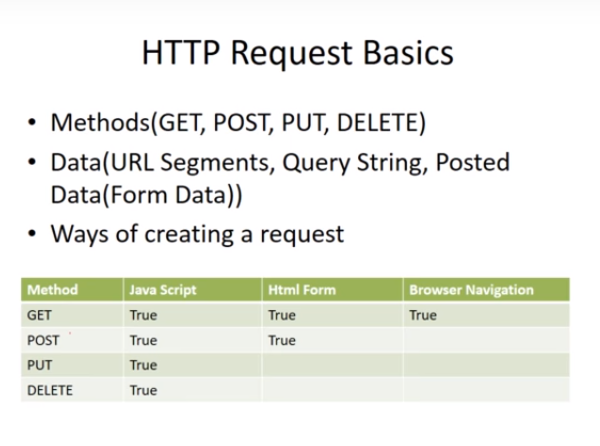 HTTP Request Basics
• Methods(GET, POST, PUT, DELETE)
• Data(URL Segments, Query String, Posted
Data(Form Data))
• Ways of creating a request
Method Java Script Html Form Browser Navigation
GET True True True
POST True True
PUT True
DELETE True